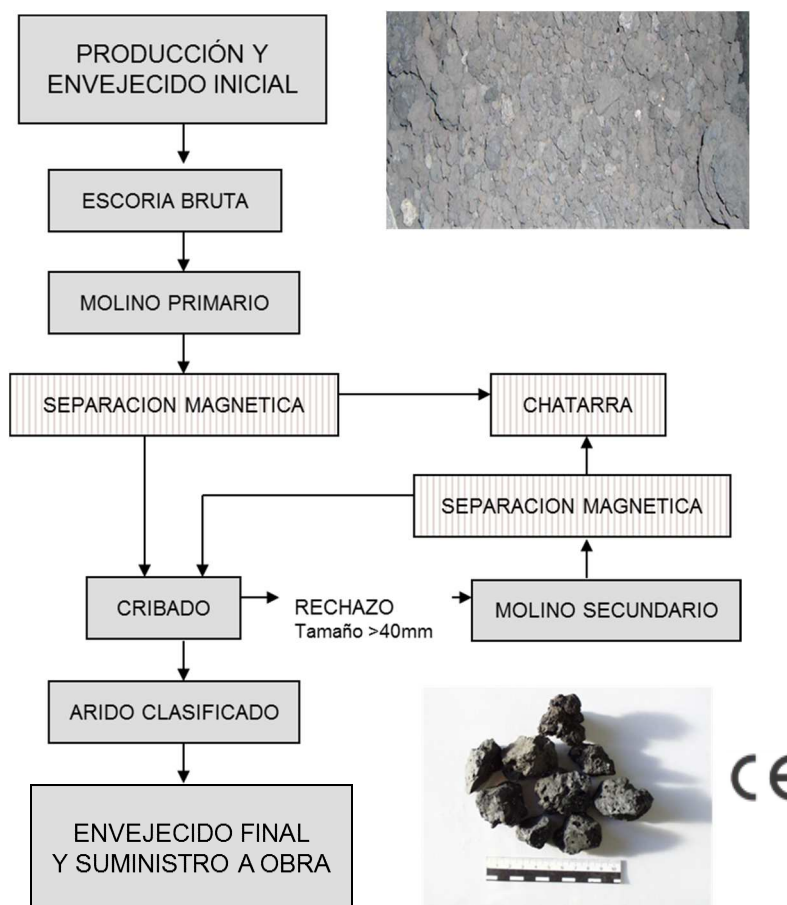 PRODUCCIÓN Y
ENVEJECIDO INICIAL
ESCORIA BRUTA
MOLINO PRIMARIO
SEPARACION MAGNETICA
CHATARRA
SEPARACION MAGNETICA
CRIBADO
RECHAZO
Tamaño >40mm
MOLINO SECUNDARIO
ARIDO CLASIFICADO
ENVEJECIDO FINAL
Y SUMINISTRO A OBRA
CE